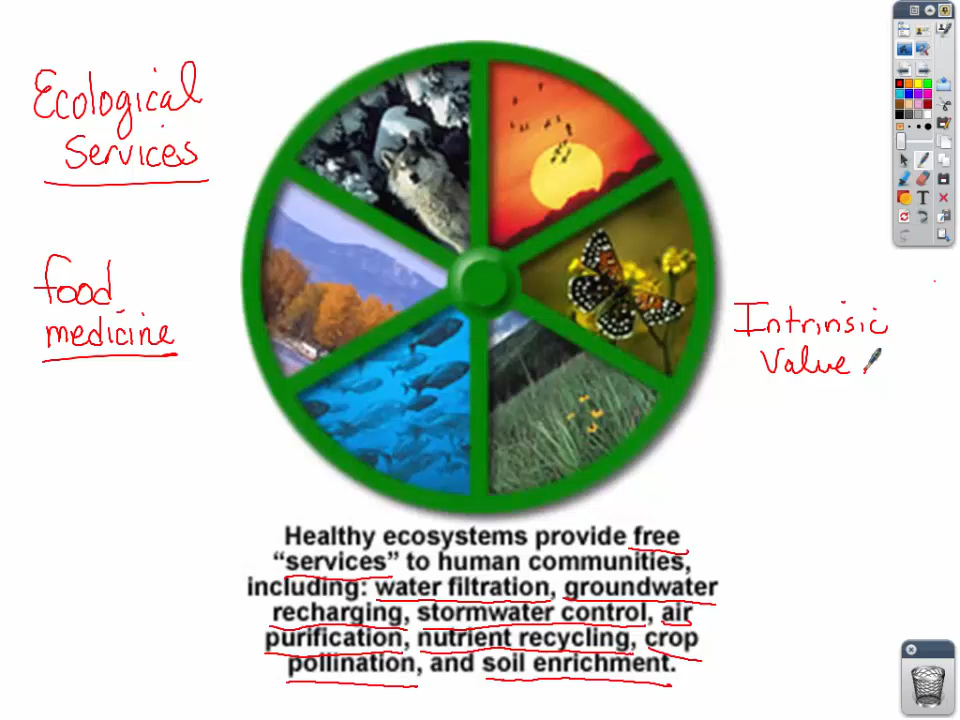 Ecological
Services
food
medicine
Intrinsic
Value
Healthy ecosystems provide free
“services” to human communities,
including: water filtration, groundwater
recharging, stormwater control, air
purification, nutrient recycling, crop
pollination, and soil enrichment.